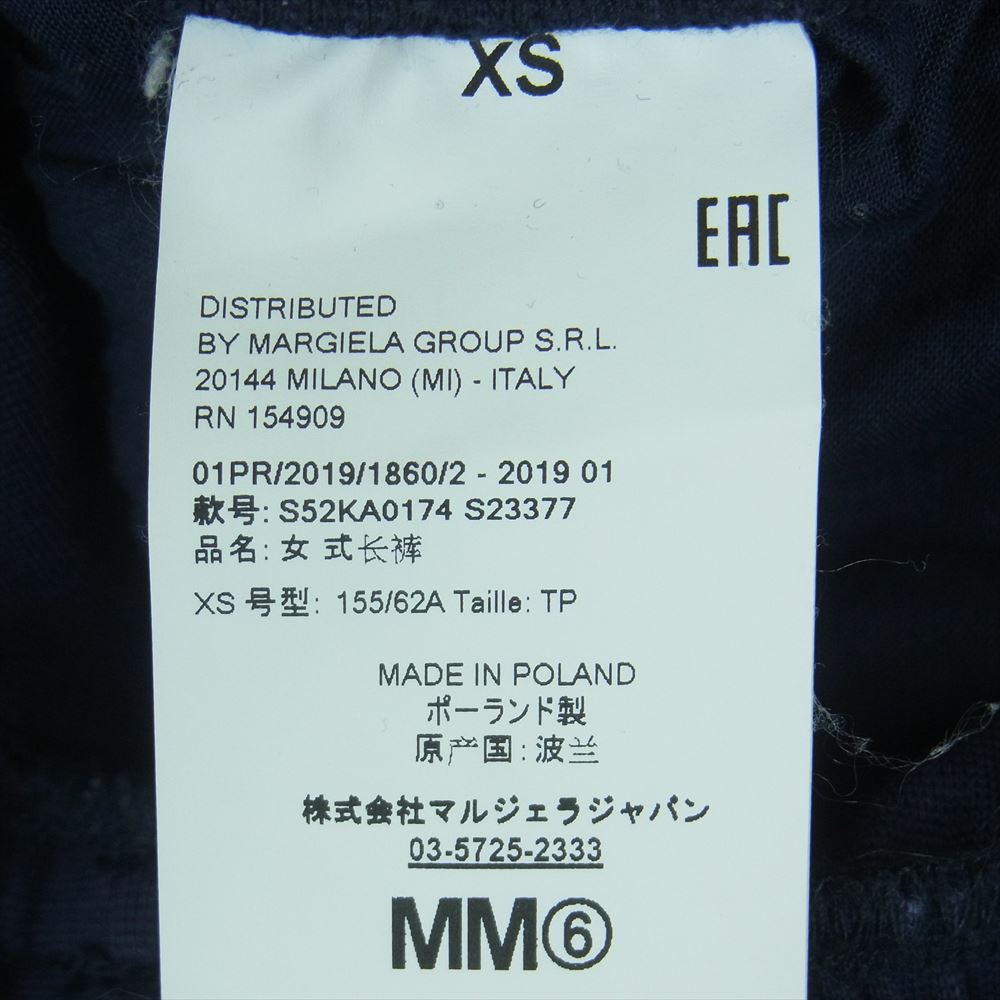 XS
EAC
DISTRIBUTED
BY MARGIELA GROUP S.R.L.
20144 MILANO (MI) - ITALY
RN 154909
01PR/2019/1860/2 - 2019 01
款号: S52KA0174 S23377
品名: 女 式长裤
XS 号型: 155/62A Taille: TP
MADE IN POLAND
ポーランド製
原产国: 波兰
株式会社マルジェラジャパン
03-5725-2333
MM⑥